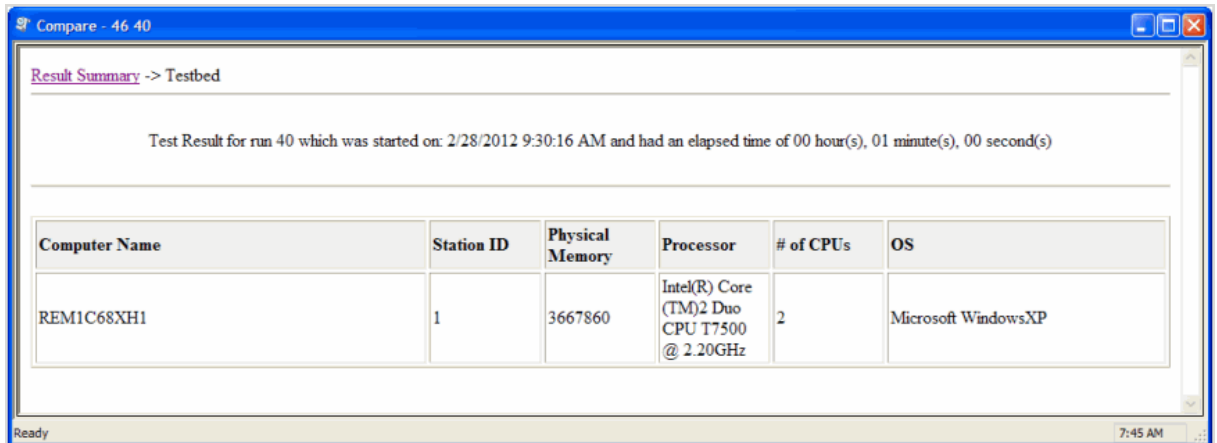 Compare - 46 40
Result Summary -> Testbed
Test Result for run 40 which was started on: 2/28/2012 9:30:16 AM and had an elapsed time of 00 hour(s), 01 minute(s), 00 second(s)
Computer Name Station ID Physical Memory Processor # of CPUs OS
REM1C68XH1 1 3667860 Intel(R) Core (TM)2 Duo CPU T7500 @ 2.20GHz 2 Microsoft WindowsXP
Ready 7:45 AM